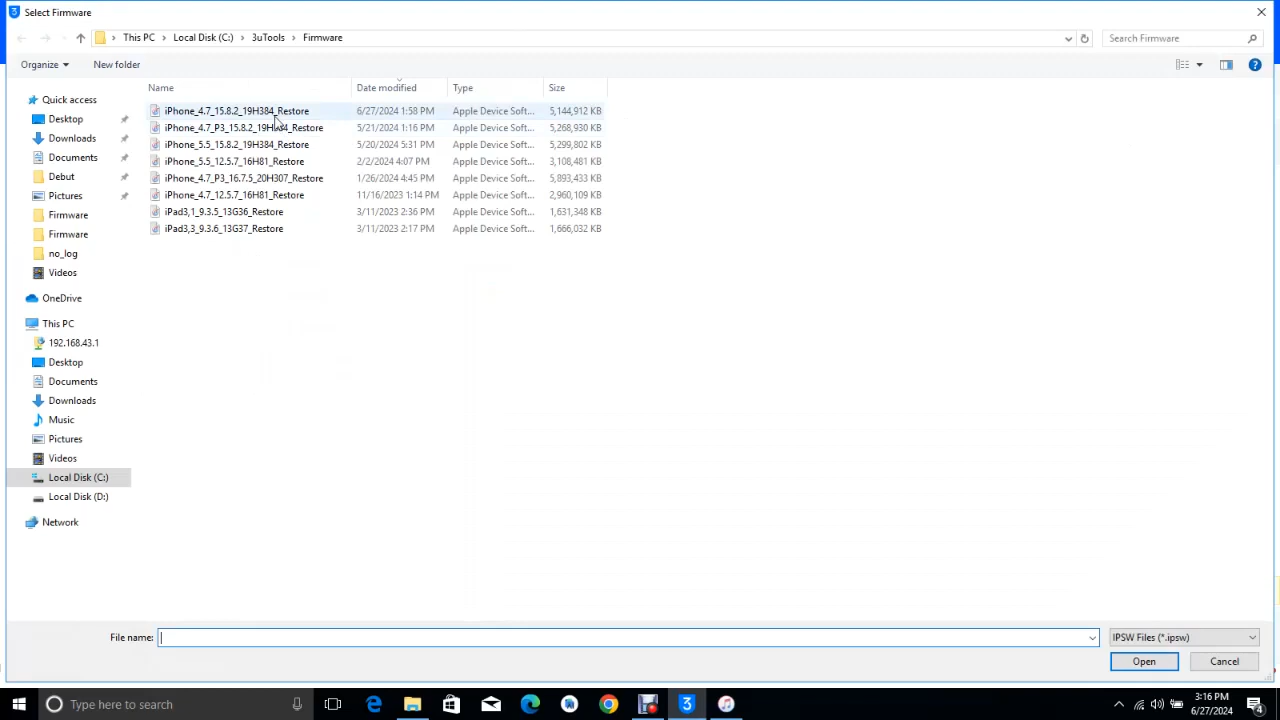 Select Firmware
This PC > Local Disk (C:) > 3uTools > Firmware
Search Firmware
Organize
New folder
Name Date modified Type Size
iPhone_4.7_15.8.2_19H384_Restore 6/27/2024 1:58 PM Apple Device Soft... 5,144,912 KB
iPhone_4.7_P3_15.8.2_19H384_Restore 5/21/2024 1:16 PM Apple Device Soft... 5,268,930 KB
iPhone_5.5_15.8.2_19H384_Restore 5/20/2024 5:31 PM Apple Device Soft... 5,299,802 KB
iPhone_5.5_12.5.7_16H81_Restore 2/2/2024 4:07 PM Apple Device Soft... 3,108,481 KB
iPhone_4.7_P3_16.7.5_20H307_Restore 1/26/2024 4:45 PM Apple Device Soft... 5,893,433 KB
iPhone_4.7_12.5.7_16H81_Restore 11/16/2023 1:14 PM Apple Device Soft... 2,960,109 KB
iPad3,1_9.3.5_13G36_Restore 3/11/2023 2:36 PM Apple Device Soft... 1,631,348 KB
iPad3,3_9.3.6_13G37_Restore 3/11/2023 2:17 PM Apple Device Soft... 1,666,032 KB
Quick access
Desktop
Downloads
Documents
Debut
Pictures
Firmware
Firmware
no_log
Videos
OneDrive
This PC
192.168.43.1
Desktop
Documents
Downloads
Music
Pictures
Videos
Local Disk (C:)
Local Disk (D:)
Network
File name:
IPSW Files (*.ipsw)
Open
Cancel
Type here to search
3:16 PM
6/27/2024
4